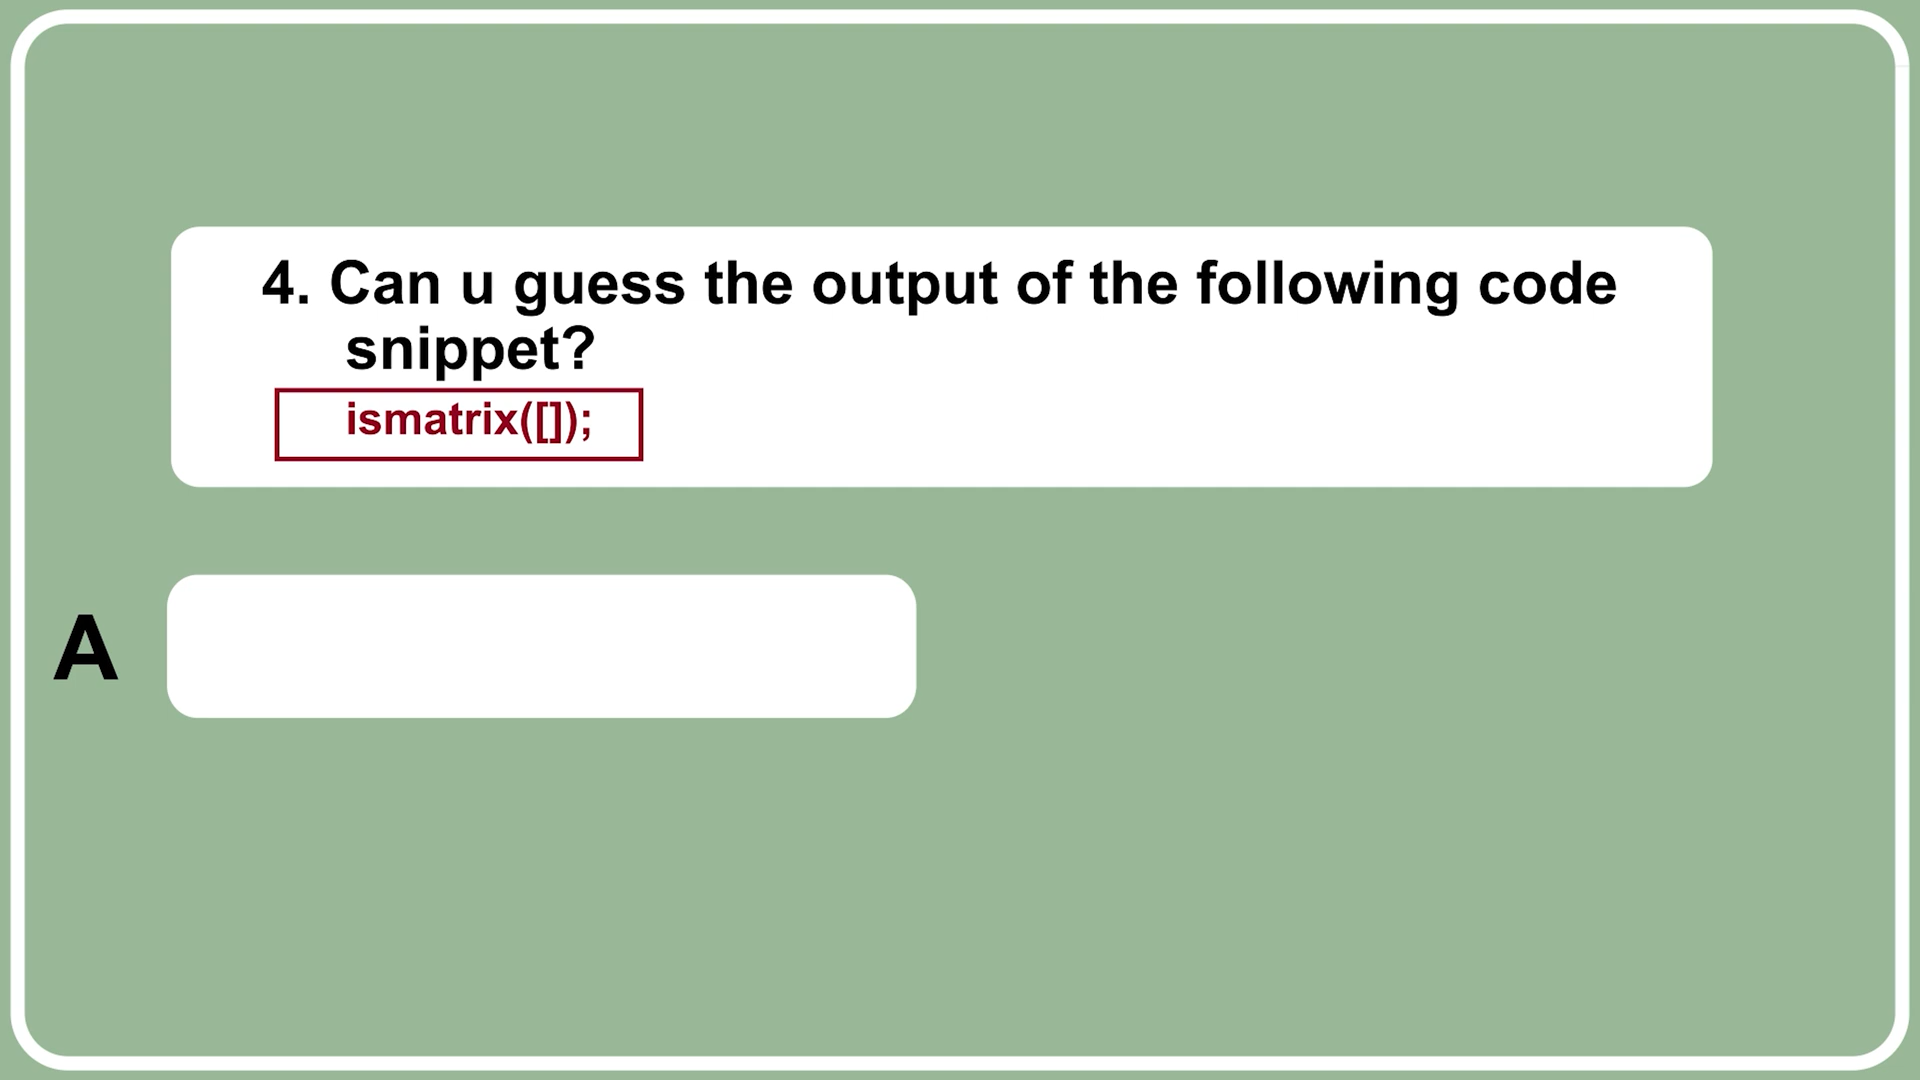 4. Can u guess the output of the following code
snippet?
ismatrix([]);
A